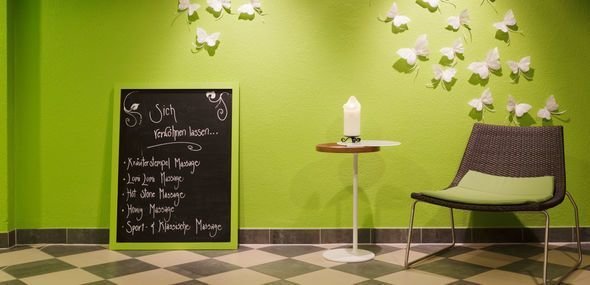 Sich
verwöhnen lassen...
• Kräuterstempel Massage
• Lomi Lomi Massage
• Hot Stone Massage
• Honig Massage
• Sport- & Klassische Massage